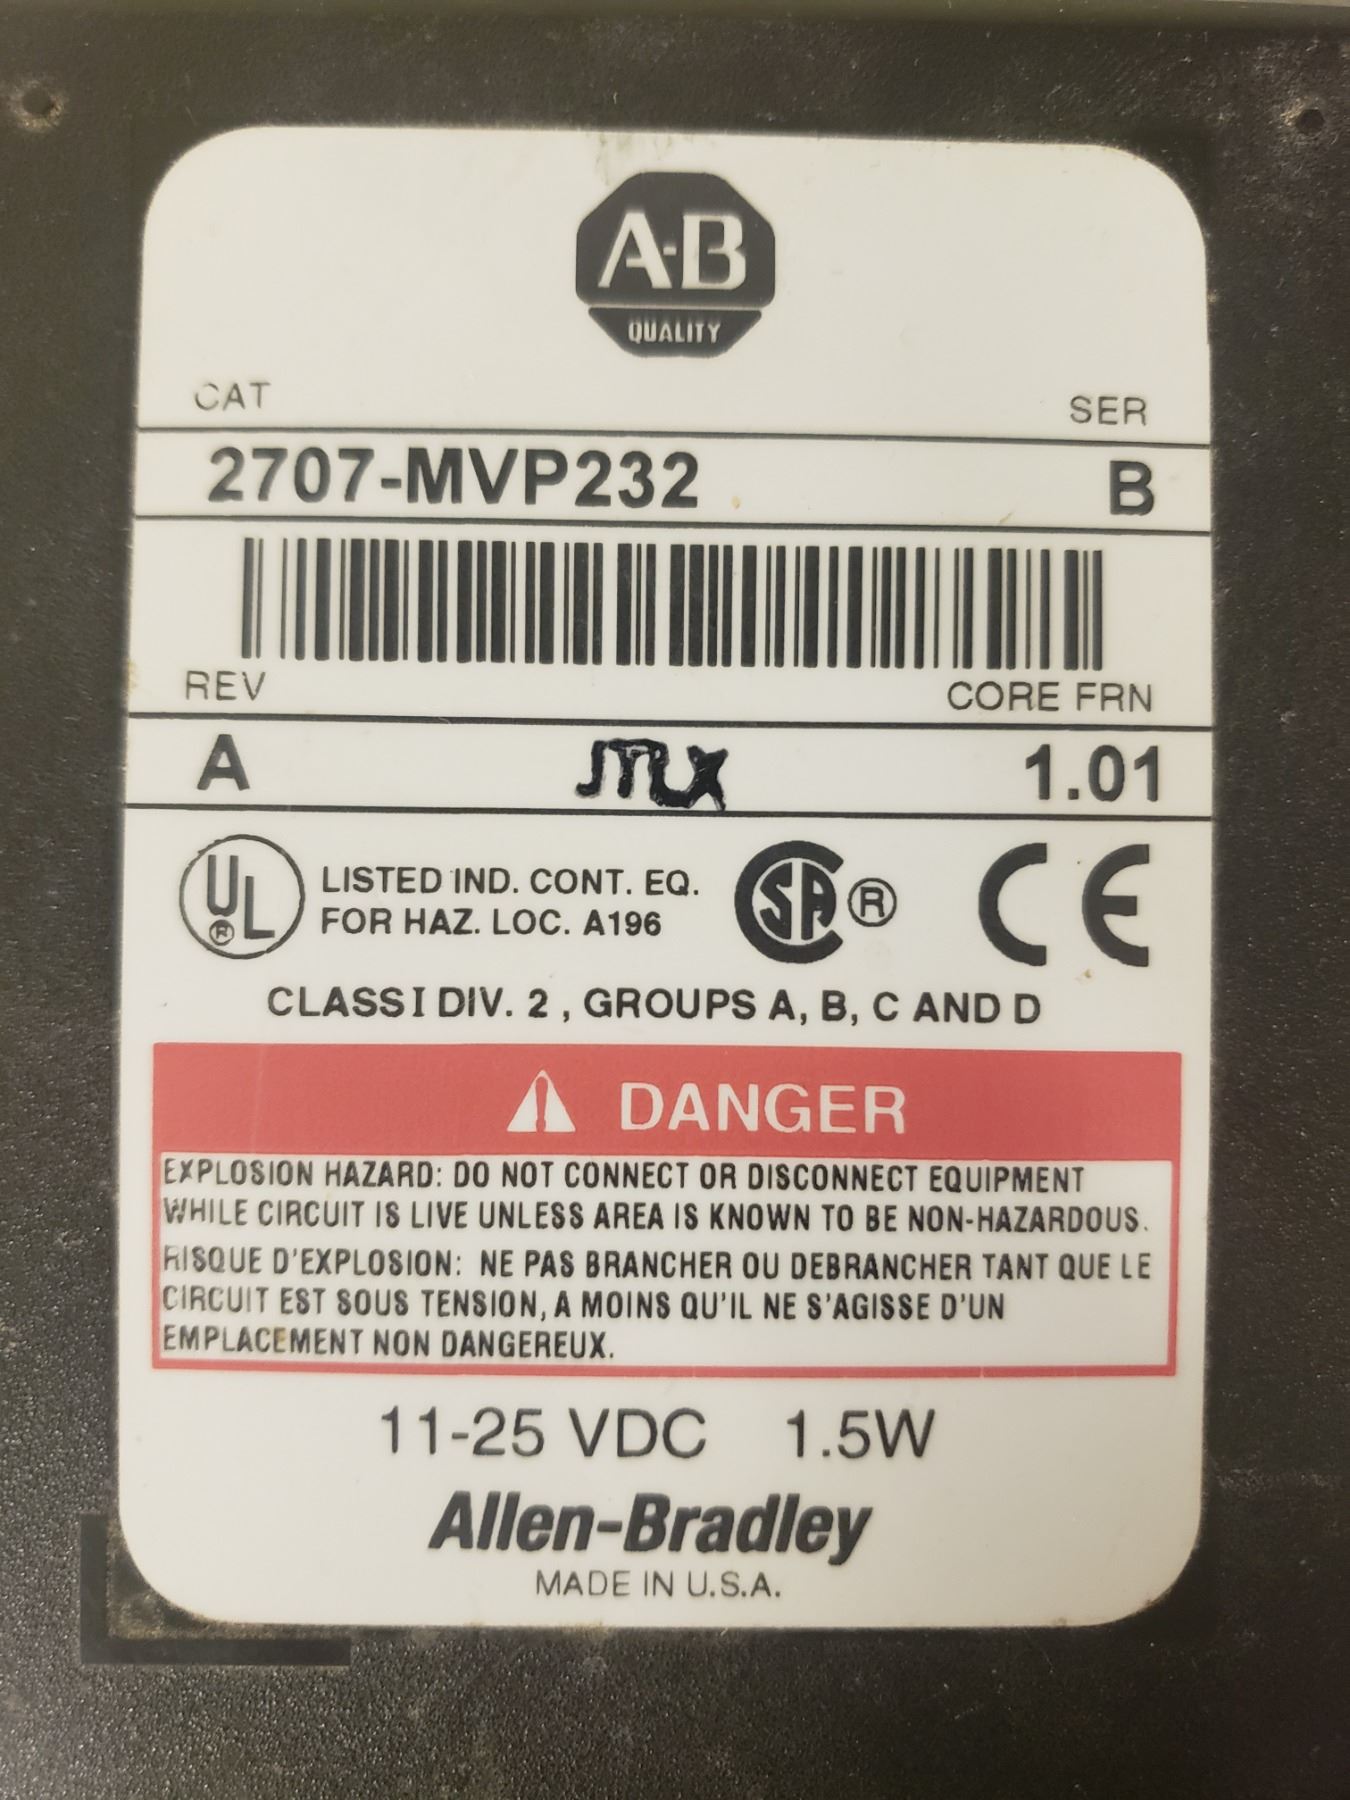 A-B
QUALITY
CAT SER
2707-MVP232 B
REV CORE FRN
A 1.01
UL® LISTED IND. CONT. EQ.
FOR HAZ. LOC. A196
SA ® CE
CLASS I DIV. 2 , GROUPS A, B, C AND D
DANGER
EXPLOSION HAZARD: DO NOT CONNECT OR DISCONNECT EQUIPMENT
WHILE CIRCUIT IS LIVE UNLESS AREA IS KNOWN TO BE NON-HAZARDOUS.
RISQUE D'EXPLOSION: NE PAS BRANCHER OU DEBRANCHER TANT QUE LE
CIRCUIT EST SOUS TENSION, A MOINS QU'IL NE S'AGISSE D'UN
EMPLACEMENT NON DANGEREUX.
11-25 VDC 1.5W
Allen-Bradley
MADE IN U.S.A.